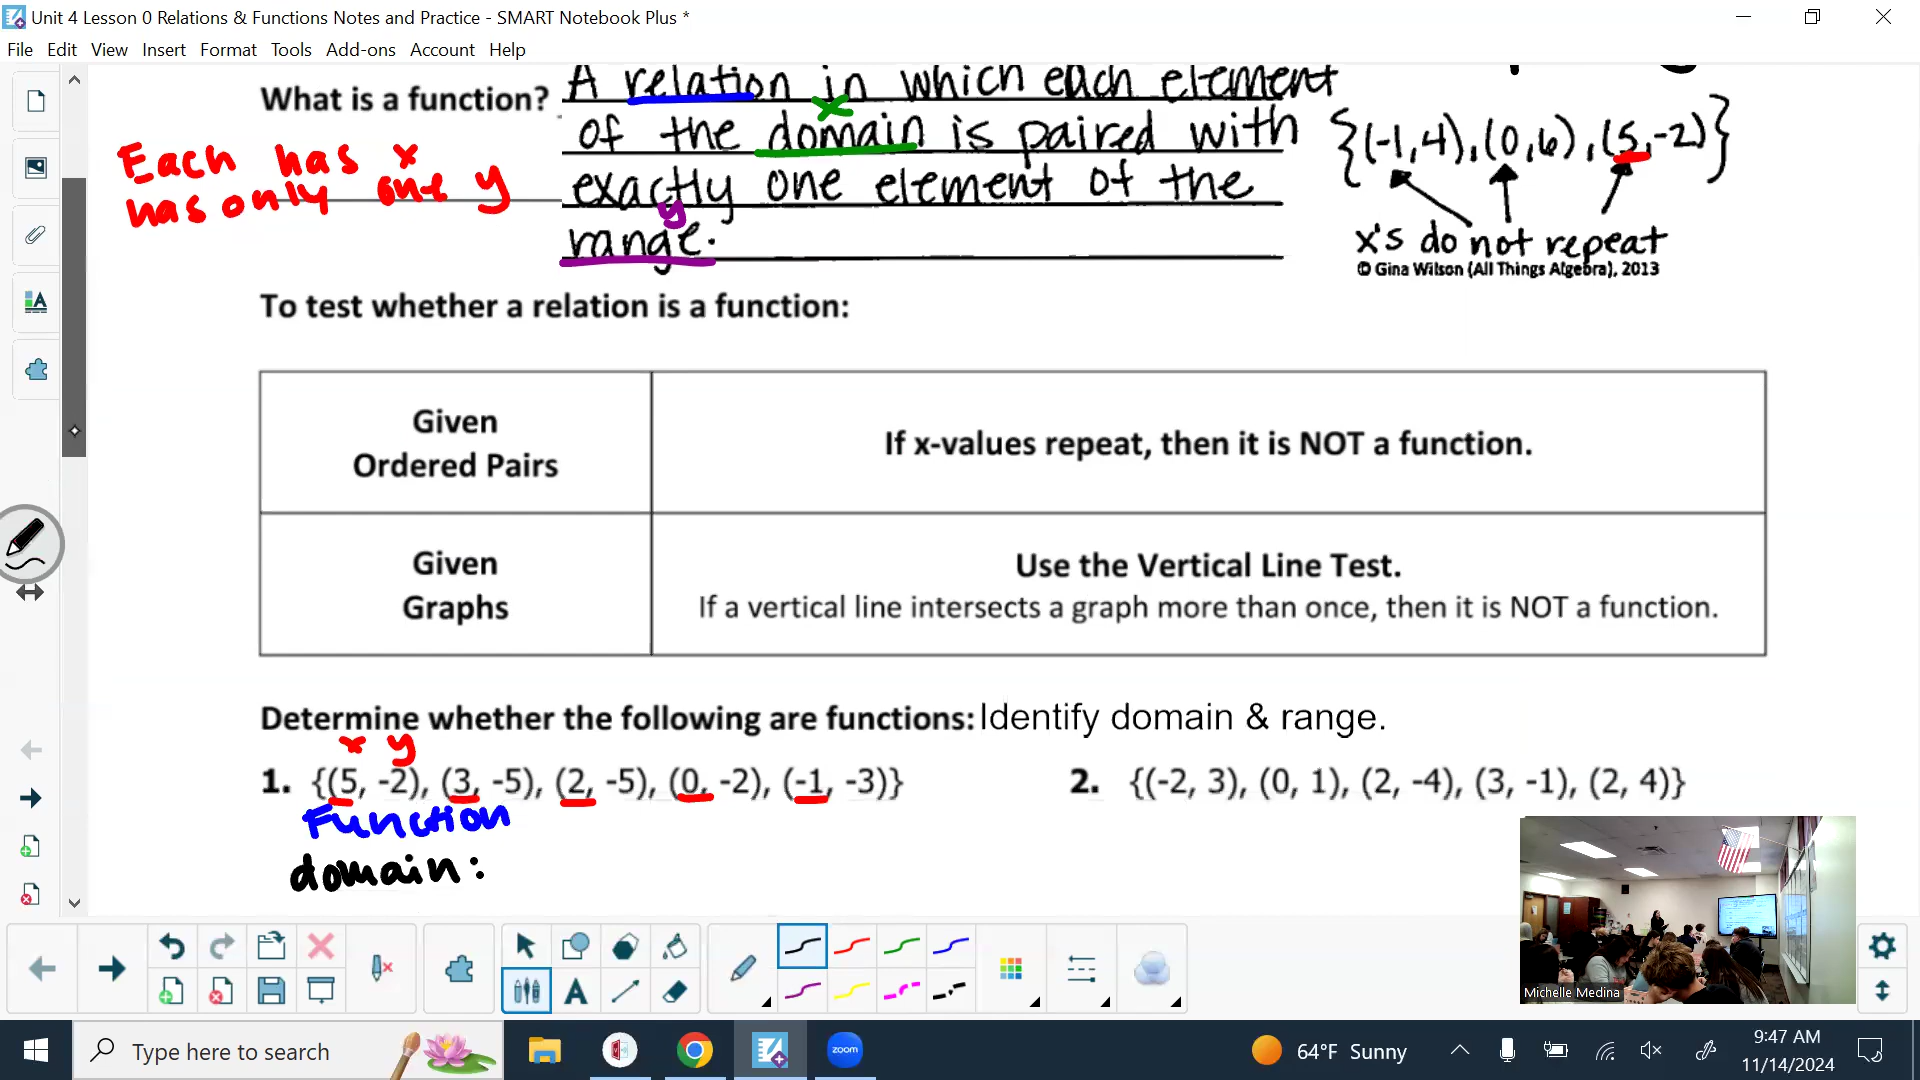 Unit 4 Lesson 0 Relations & Functions Notes and Practice - SMART Notebook Plus *
File Edit View Insert Format Tools Add-ons Account Help
What is a function? A relation in which each element
of the domain is paired with
exactly one element of the
range.
x
y
Each has x
has only one y
{(-1,4),(0,6),(5,-2)}
x's do not repeat
© Gina Wilson (All Things Algebra), 2013
To test whether a relation is a function:
Given
Ordered Pairs
If x-values repeat, then it is NOT a function.
Given
Graphs
Use the Vertical Line Test.
If a vertical line intersects a graph more than once, then it is NOT a function.
Determine whether the following are functions: Identify domain & range.
x y
1. {(5, -2), (3, -5), (2, -5), (0, -2), (-1, -3)}
2. {(-2, 3), (0, 1), (2, -4), (3, -1), (2, 4)}
Function
domain:
Michelle Medina
Type here to search
zoom
64°F Sunny
9:47 AM
11/14/2024